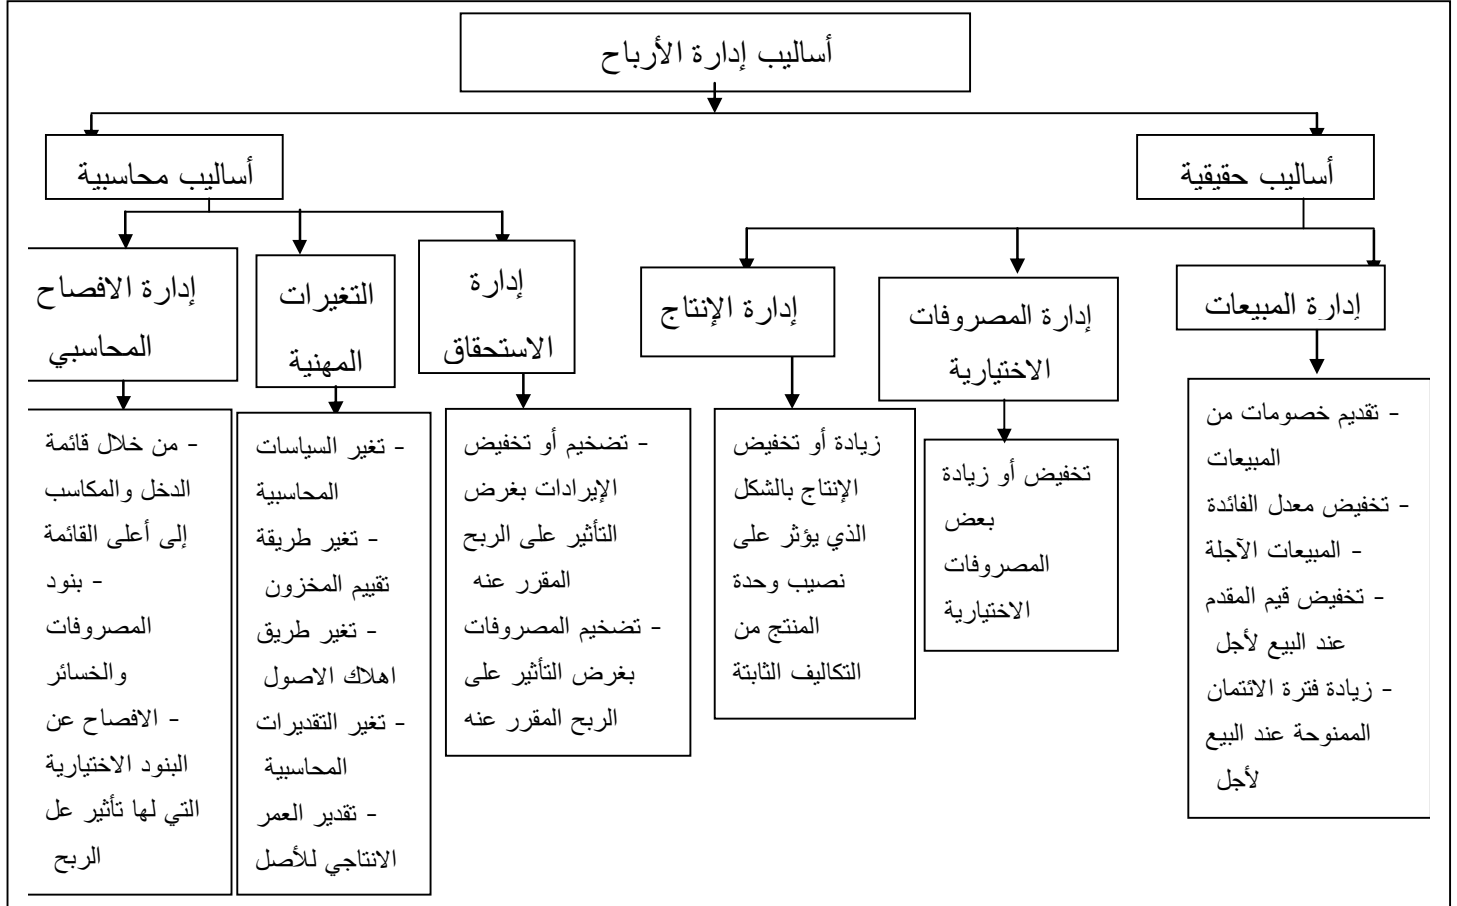 أساليب إدارة الأرباح
أساليب حقيقية
أساليب محاسبية
إدارة المبيعات
إدارة المصروفات
الاختيارية
إدارة الإنتاج
إدارة
الاستحقاق
التغيرات
المهنية
إدارة الافصاح
المحاسبي
- تقديم خصومات من
المبيعات
- تخفيض معدل الفائدة
- المبيعات الآجلة
- تخفيض قيم المقدم
عند البيع لأجل
- زيادة فترة الائتمان
الممنوحة عند البيع
لأجل
تخفيض أو زيادة
بعض
المصروفات
الاختيارية
زيادة أو تخفيض
الإنتاج بالشكل
الذي يؤثر على
نصيب وحدة
المنتج من
التكاليف الثابتة
- تضخيم أو تخفيض
الإيرادات بغرض
التأثير على الربح
المقرر عنه
- تضخيم المصروفات
بغرض التأثير على
الربح المقرر عنه
- تغير السياسات
المحاسبية
- تغير طريقة
تقييم المخزون
- تغير طريق
اهلاك الاصول
- تغير التقديرات
المحاسبية
- تقدير العمر
الانتاجي للأصل
- من خلال قائمة
الدخل والمكاسب
إلى أعلى القائمة
- بنود
المصروفات
والخسائر
- الافصاح عن
البنود الاختيارية
التي لها تأثير عل
الربح